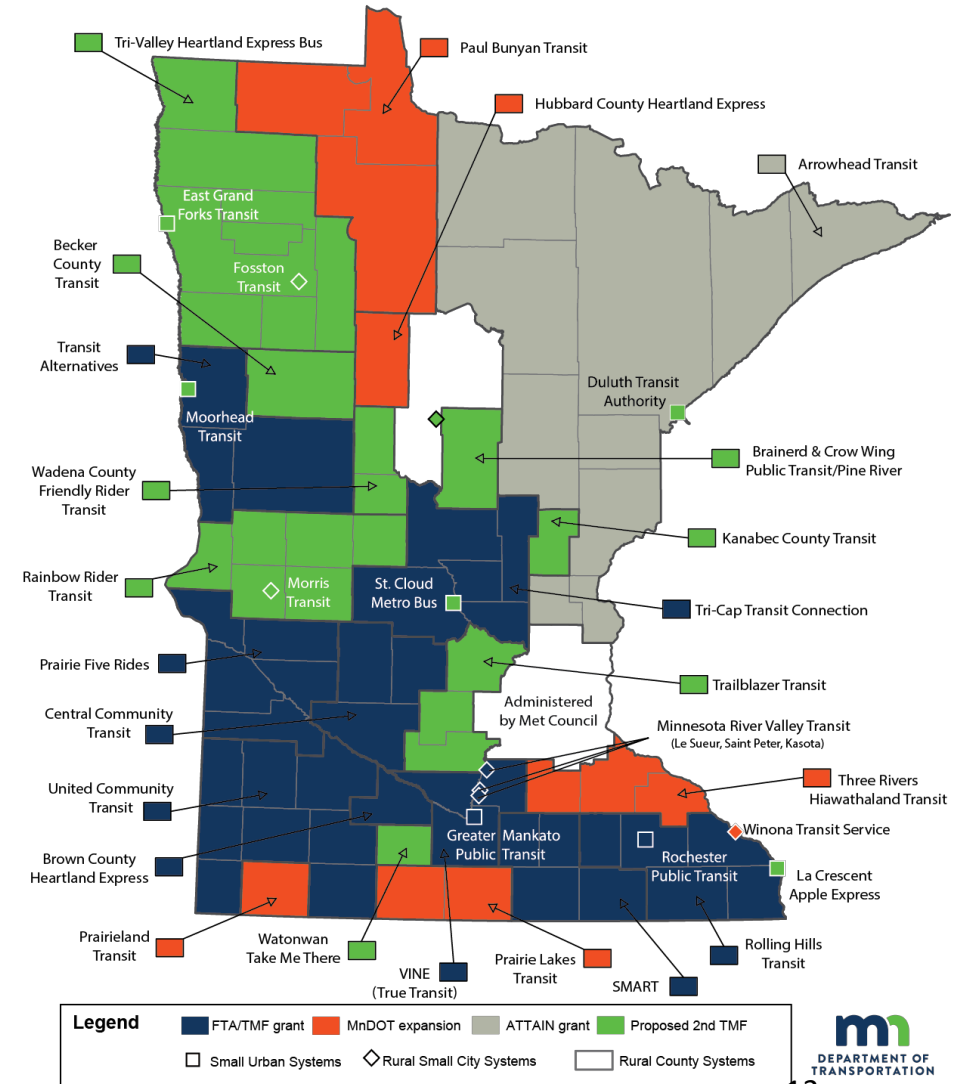 Tri-Valley Heartland Express Bus
Paul Bunyan Transit
Hubbard County Heartland Express
Arrowhead Transit
East Grand
Forks Transit
Becker
County
Transit
Fosston
Transit
Transit
Alternatives
Duluth Transit
Authority
Moorhead
Transit
Brainerd & Crow Wing
Public Transit/Pine River
Wadena County
Friendly Rider
Transit
Kanabec County Transit
Rainbow Rider
Transit
Morris
Transit
St. Cloud
Metro Bus
Tri-Cap Transit Connection
Prairie Five Rides
Trailblazer Transit
Administered
by Met Council
Central Community
Transit
Minnesota River Valley Transit
(Le Sueur, Saint Peter, Kasota)
United Community
Transit
Three Rivers
Hiawathaland Transit
Winona Transit Service
Greater Mankato
Public Transit
Rochester
Public Transit
Brown County
Heartland Express
La Crescent
Apple Express
Prairieland
Transit
Watonwan
Take Me There
VINE
(True Transit)
Prairie Lakes
Transit
SMART
Rolling Hills
Transit
Legend
FTA/TMF grant
MnDOT expansion
ATTAIN grant
Proposed 2nd TMF
Small Urban Systems
Rural Small City Systems
Rural County Systems
DEPARTMENT OF
TRANSPORTATION